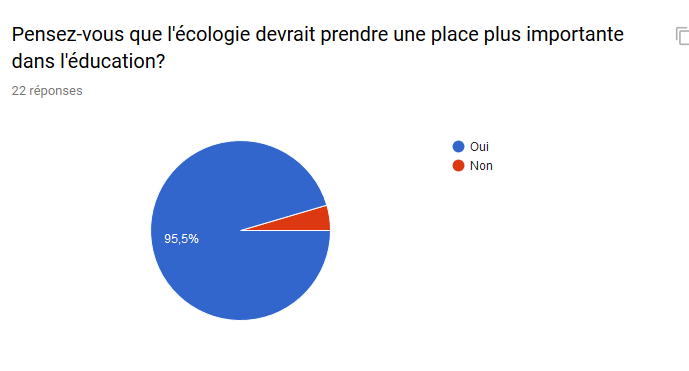 Pensez-vous que l'écologie devrait prendre une place plus importante
dans l'éducation?
22 réponses
Oui
Non
95,5%